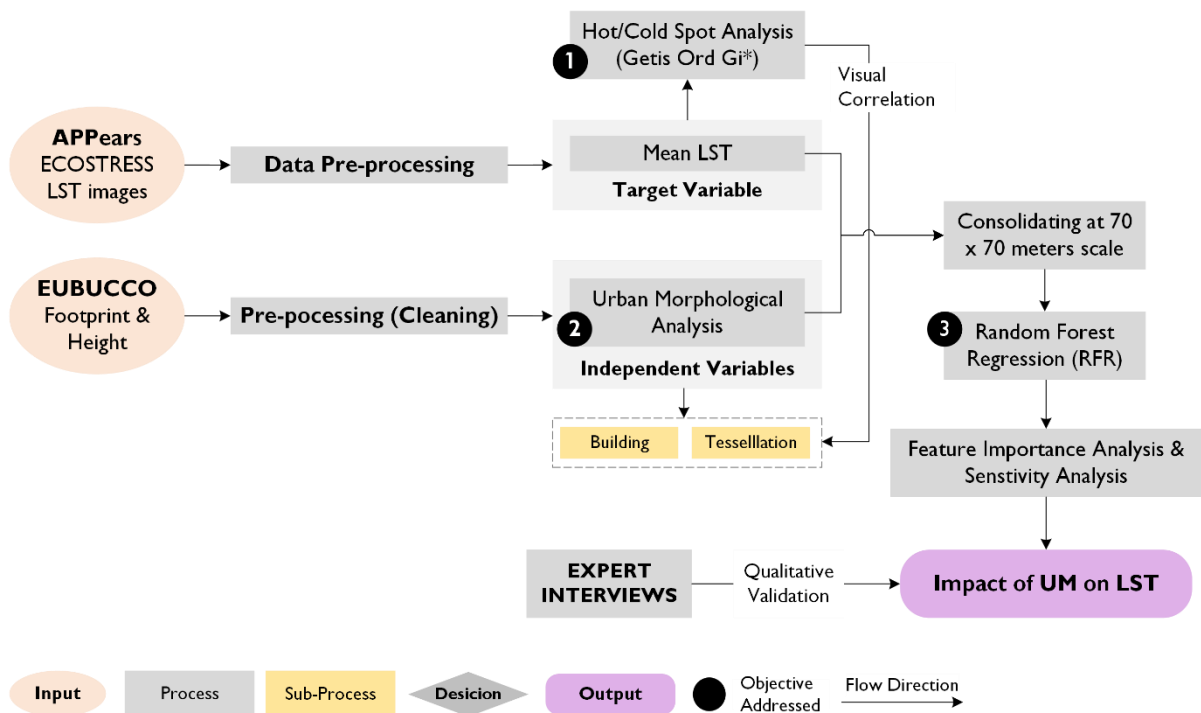 Hot/Cold Spot Analysis
(Getis Ord Gi*)
1
Visual
Correlation
APPears
ECOSTRESS
LST images
Data Pre-processing
Mean LST
Target Variable
Consolidating at 70
x 70 meters scale
EUBUCCO
Footprint &
Height
Pre-pocessing (Cleaning)
Urban Morphological
Analysis
2
Independent Variables
3
Random Forest
Regression (RFR)
Building
Tesselllation
Feature Importance Analysis &
Senstivity Analysis
EXPERT
INTERVIEWS
Qualitative
Validation
Impact of UM on LST
Input
Process
Sub-Process
Desicion
Output
Objective
Addressed
Flow Direction